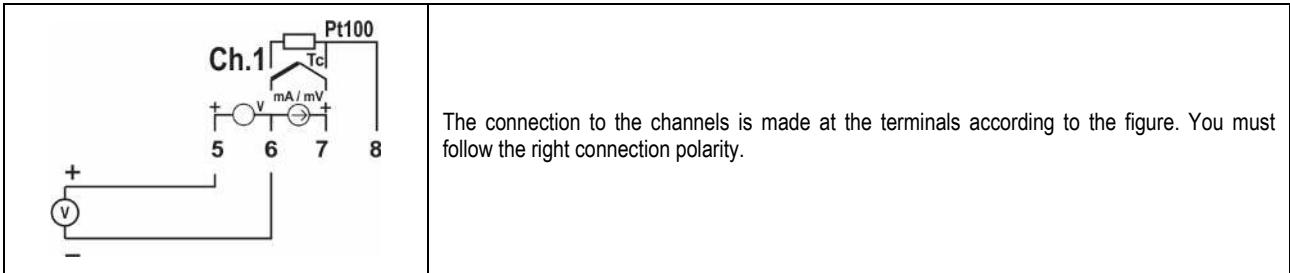 Pt100
Ch.1
Tc
mA / mV
+ V +
5 6 7 8
+
V
−
The connection to the channels is made at the terminals according to the figure. You must
follow the right connection polarity.